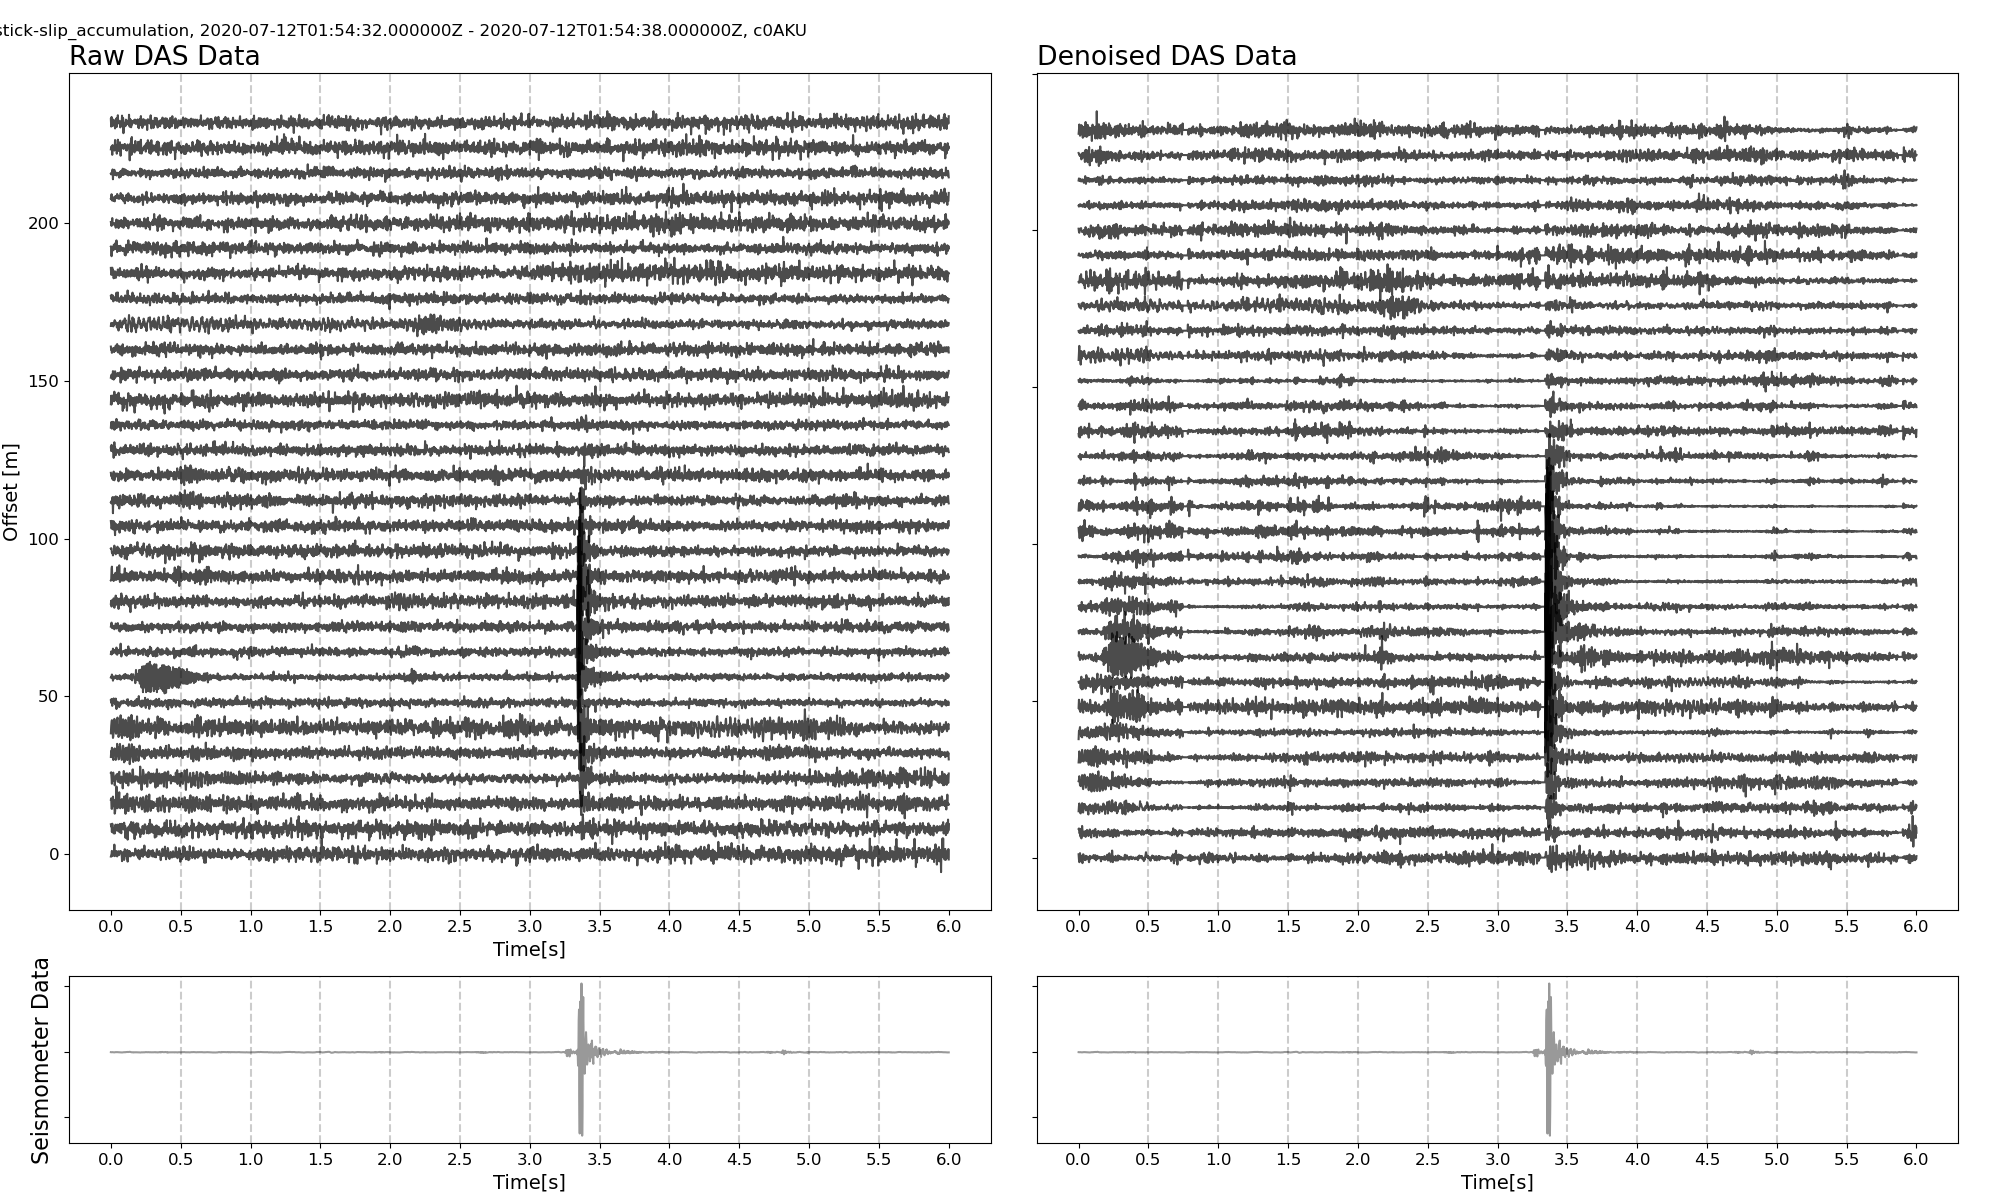 stick-slip_accumulation, 2020-07-12T01:54:32.000000Z - 2020-07-12T01:54:38.000000Z, c0AKU
Raw DAS Data
Denoised DAS Data
Offset [m]
200
150
100
50
0
0.0 0.5 1.0 1.5 2.0 2.5 3.0 3.5 4.0 4.5 5.0 5.5 6.0
Time[s]
0.0 0.5 1.0 1.5 2.0 2.5 3.0 3.5 4.0 4.5 5.0 5.5 6.0
Seismometer Data
0.0 0.5 1.0 1.5 2.0 2.5 3.0 3.5 4.0 4.5 5.0 5.5 6.0
Time[s]
0.0 0.5 1.0 1.5 2.0 2.5 3.0 3.5 4.0 4.5 5.0 5.5 6.0
Time[s]